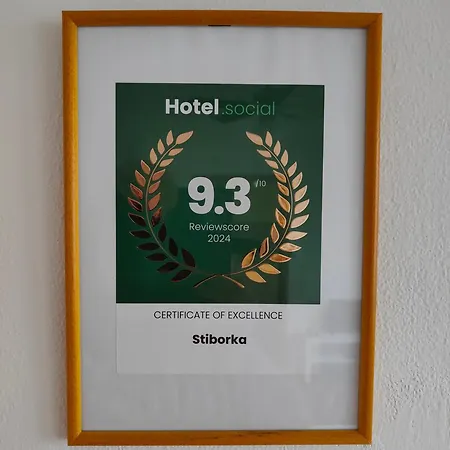 Hotel.social
9.3 /10
Reviewscore
2024
CERTIFICATE OF EXCELLENCE
Stiborka